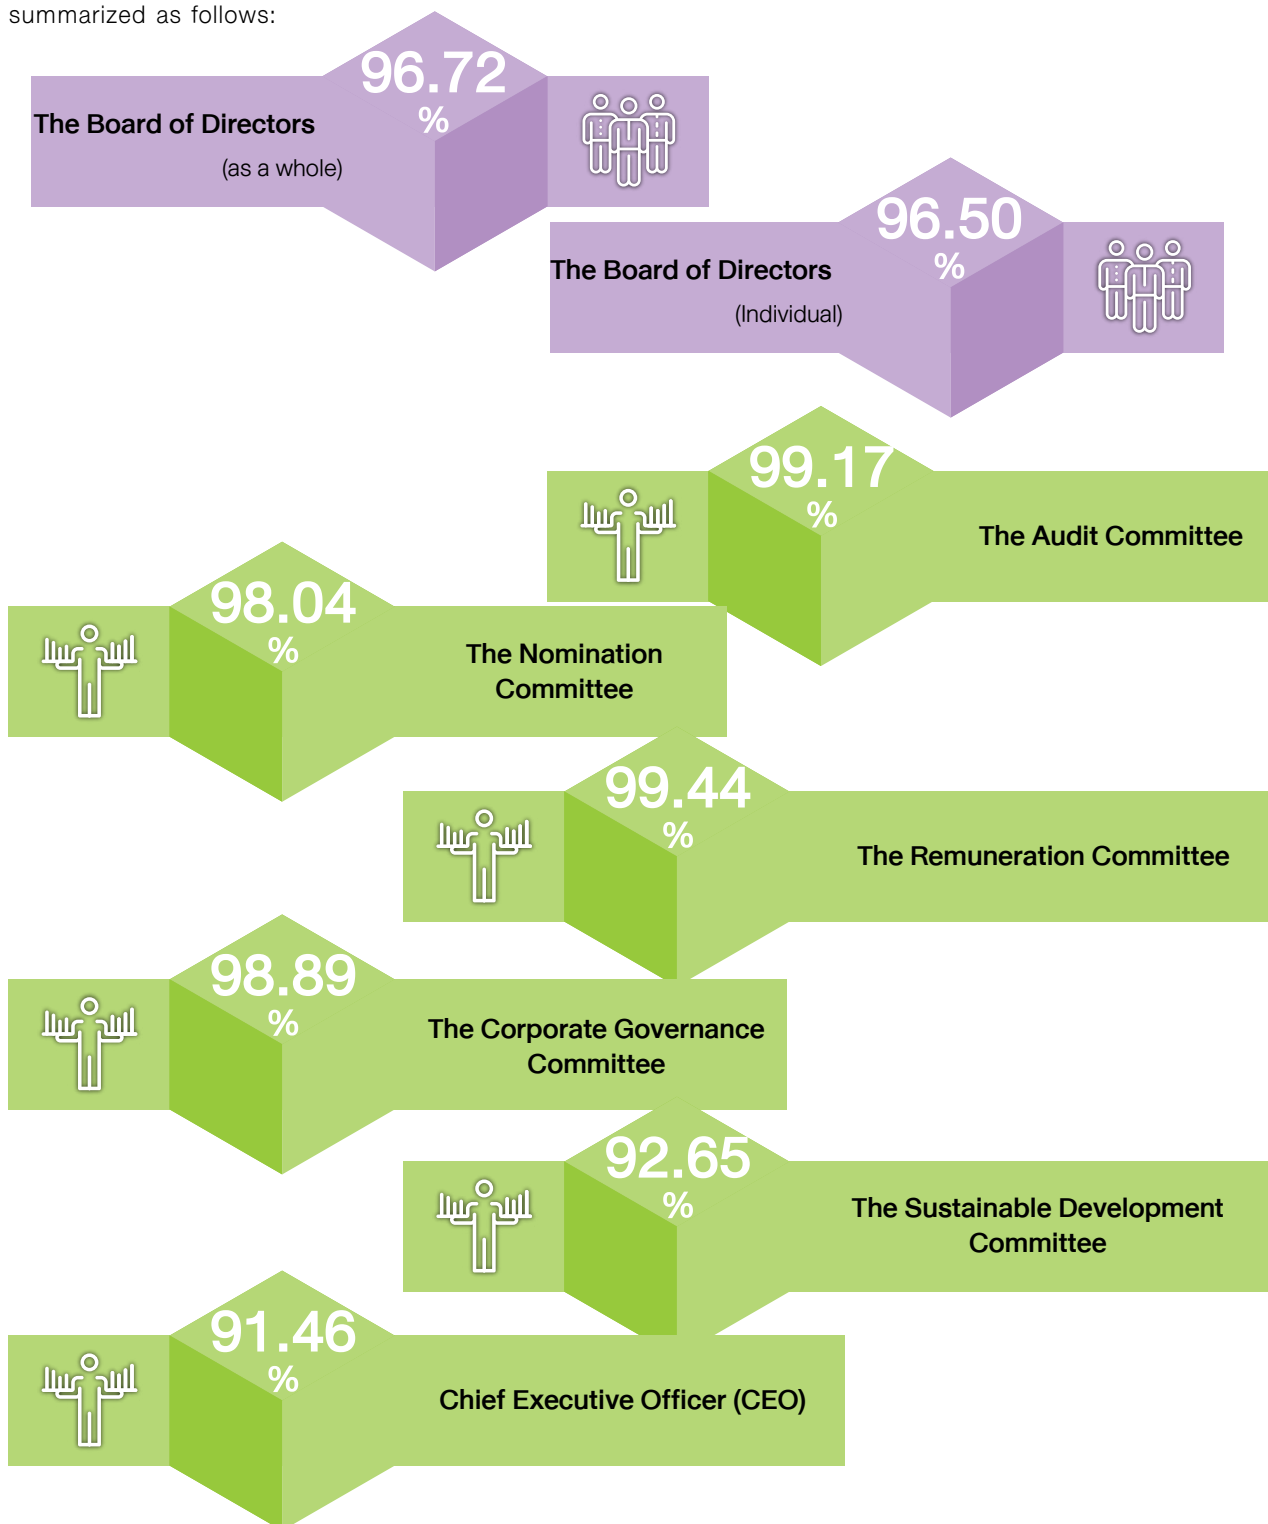 summarized as follows:
96.72
%
The Board of Directors
(as a whole)
96.50
%
The Board of Directors
(Individual)
99.17
%
The Audit Committee
98.04
%
The Nomination
Committee
99.44
%
The Remuneration Committee
98.89
%
The Corporate Governance
Committee
92.65
%
The Sustainable Development
Committee
91.46
%
Chief Executive Officer (CEO)